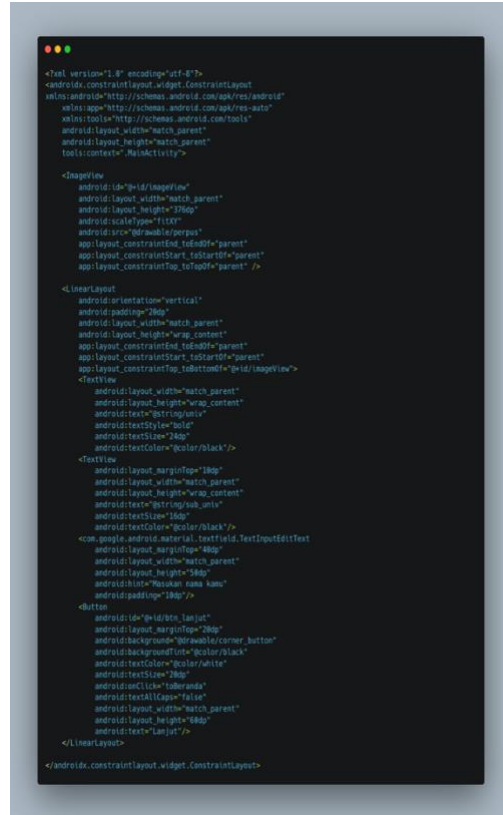 <?xml version="1.0" encoding="utf-8"?>
<androidx.constraintlayout.widget.ConstraintLayout
xmlns:android="http://schemas.android.com/apk/res/android"
    xmlns:app="http://schemas.android.com/apk/res-auto"
    xmlns:tools="http://schemas.android.com/tools"
    android:layout_width="match_parent"
    android:layout_height="match_parent"
    tools:context=".MainActivity">

    <ImageView
        android:id="@+id/imageView"
        android:layout_width="match_parent"
        android:layout_height="376dp"
        android:scaleType="fitXY"
        android:src="@drawable/perpus"
        app:layout_constraintEnd_toEndOf="parent"
        app:layout_constraintStart_toStartOf="parent"
        app:layout_constraintTop_toTopOf="parent" />

    <LinearLayout
        android:orientation="vertical"
        android:padding="20dp"
        android:layout_width="match_parent"
        android:layout_height="wrap_content"
        app:layout_constraintEnd_toEndOf="parent"
        app:layout_constraintStart_toStartOf="parent"
        app:layout_constraintTop_toBottomOf="@+id/imageView">
        <TextView
            android:layout_width="match_parent"
            android:layout_height="wrap_content"
            android:text="@string/univ"
            android:textStyle="bold"
            android:textSize="24dp"
            android:textColor="@color/black"/>
        <TextView
            android:layout_marginTop="10dp"
            android:layout_width="match_parent"
            android:layout_height="wrap_content"
            android:text="@string/sub_univ"
            android:textSize="16dp"
            android:textColor="@color/black"/>
        <com.google.android.material.textfield.TextInputEditText
            android:layout_marginTop="40dp"
            android:layout_width="match_parent"
            android:layout_height="50dp"
            android:hint="Masukan nama kamu"
            android:padding="10dp"/>
        <Button
            android:id="@+id/btn_lanjut"
            android:layout_marginTop="20dp"
            android:background="@drawable/corner_button"
            android:backgroundTint="@color/black"
            android:textColor="@color/white"
            android:textSize="20dp"
            android:onClick="toBeranda"
            android:textAllCaps="false"
            android:layout_width="match_parent"
            android:layout_height="60dp"
            android:text="Lanjut"/>
    </LinearLayout>

</androidx.constraintlayout.widget.ConstraintLayout>